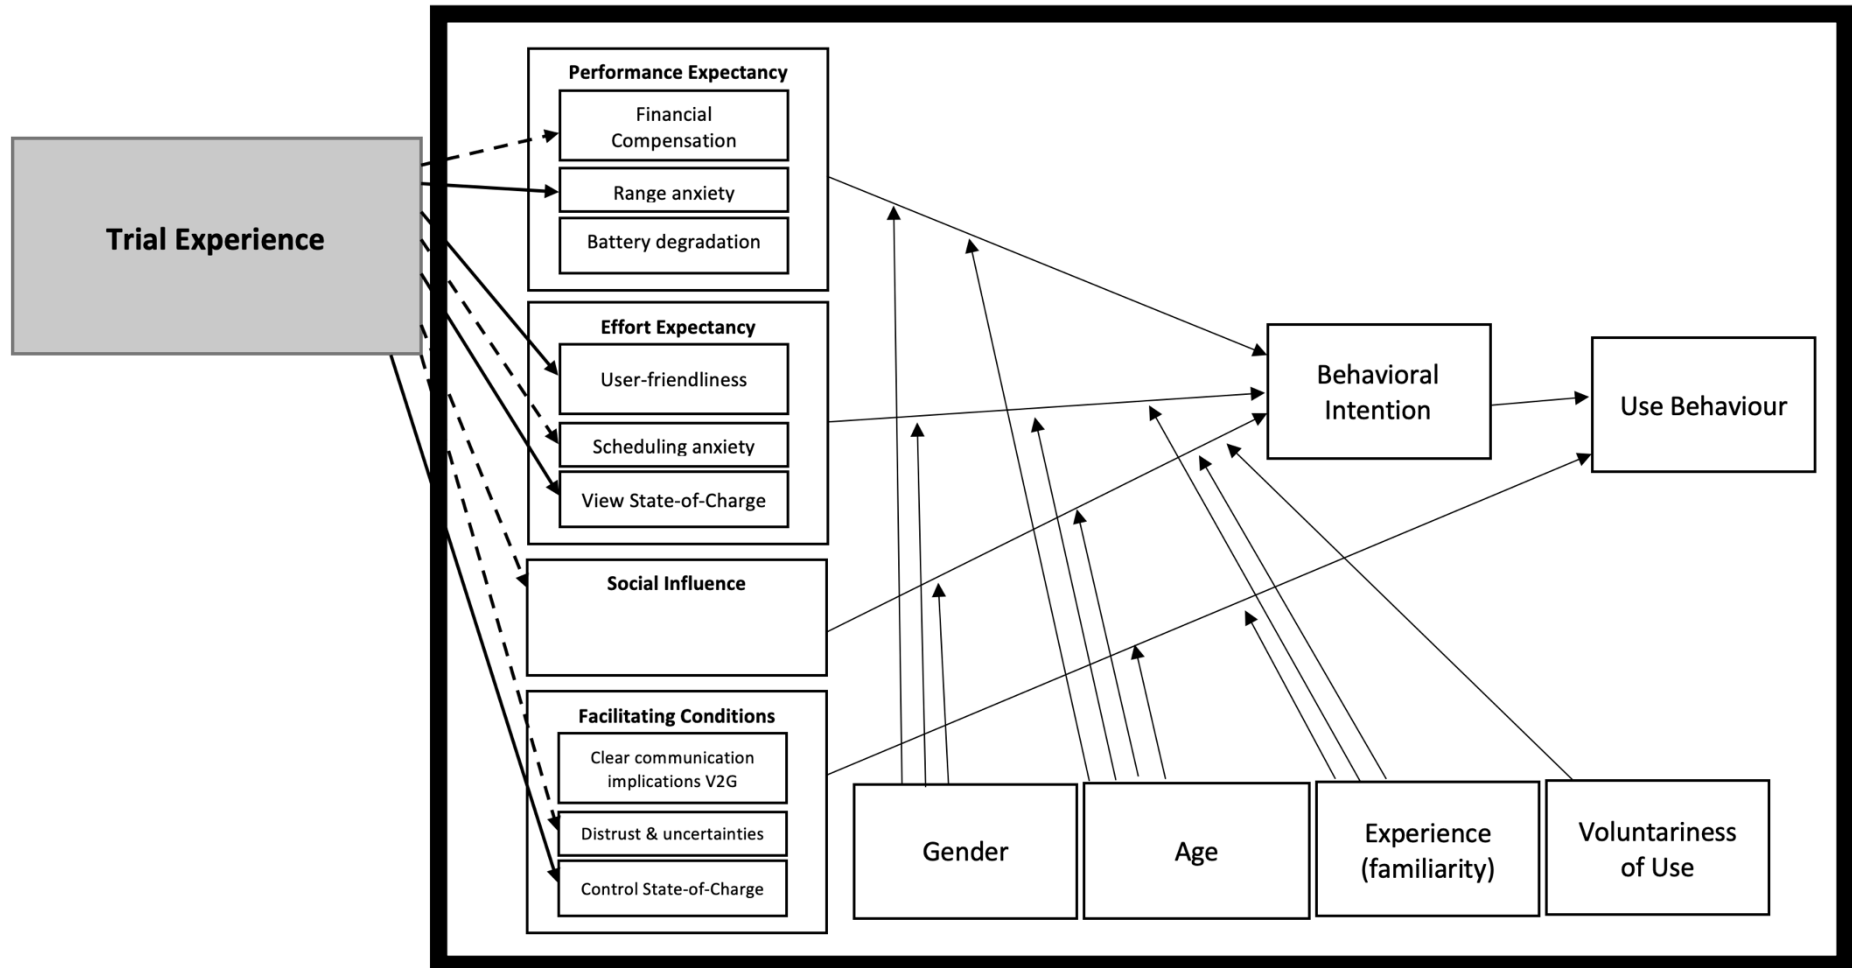 Trial Experience
Performance Expectancy
Financial
Compensation
Range anxiety
Battery degradation
Effort Expectancy
User-friendliness
Scheduling anxiety
View State-of-Charge
Social Influence
Facilitating Conditions
Clear communication
implications V2G
Distrust & uncertainties
Control State-of-Charge
Behavioral
Intention
Use Behaviour
Gender
Age
Experience
(familiarity)
Voluntariness
of Use